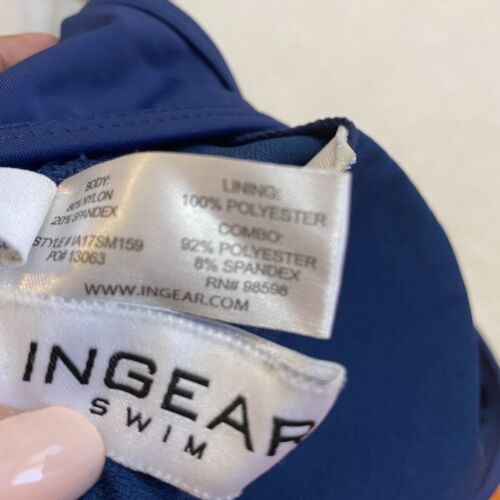 BODY:
80% NYLON
20% SPANDEX
STYLE# IA17SM159
PO# 13063
LINING:
100% POLYESTER
COMBO:
92% POLYESTER
8% SPANDEX
RN# 98598
WWW.INGEAR.COM
INGEAR
SWIM